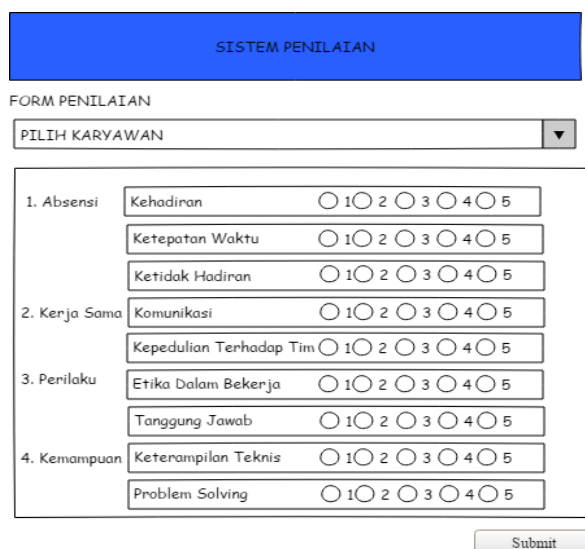 SISTEM PENILAIAN
FORM PENILAIAN
PILIH KARYAWAN
1. Absensi Kehadiran 1 2 3 4 5
Ketepatan Waktu 1 2 3 4 5
Ketidak Hadiran 1 2 3 4 5
2. Kerja Sama Komunikasi 1 2 3 4 5
Kepedulian Terhadap Tim 1 2 3 4 5
3. Perilaku Etika Dalam Bekerja 1 2 3 4 5
Tanggung Jawab 1 2 3 4 5
4. Kemampuan Keterampilan Teknis 1 2 3 4 5
Problem Solving 1 2 3 4 5
Submit